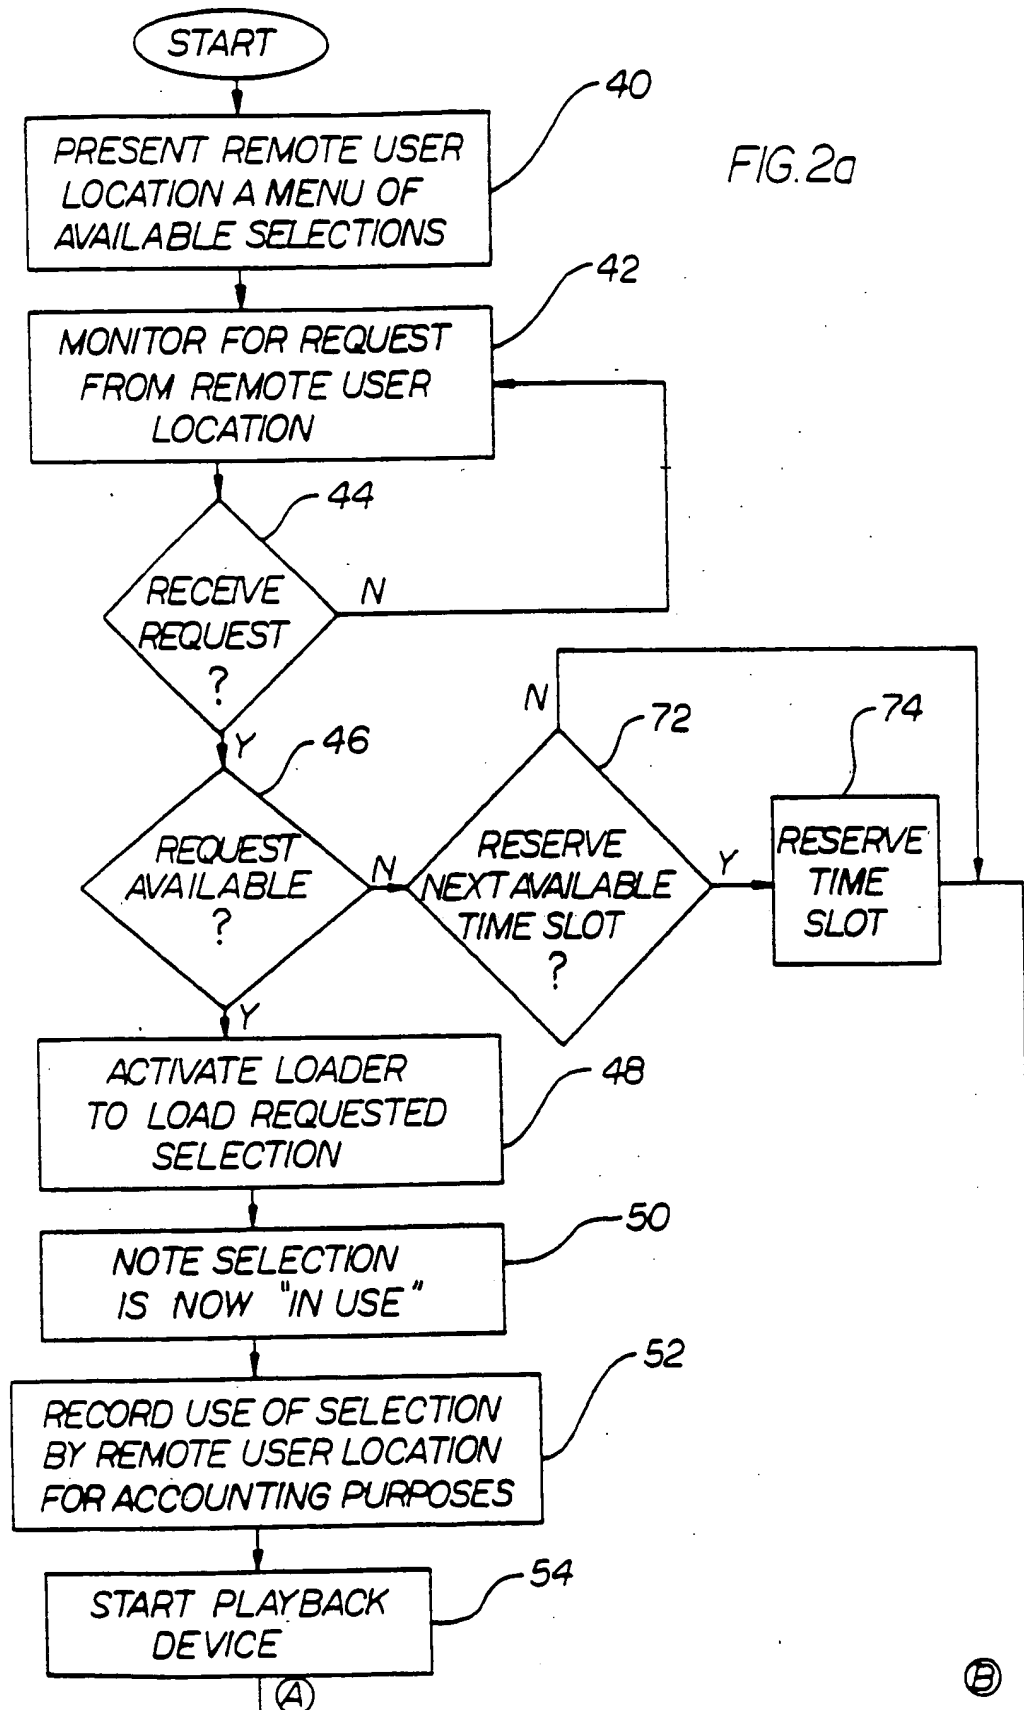 START
40
PRESENT REMOTE USER
LOCATION A MENU OF
AVAILABLE SELECTIONS
FIG.2a
42
MONITOR FOR REQUEST
FROM REMOTE USER
LOCATION
44
RECEIVE
REQUEST
?
N
Y
46
REQUEST
AVAILABLE
?
N
72
N
RESERVE
NEXT AVAILABLE
TIME SLOT
?
Y
74
RESERVE
TIME
SLOT
Y
48
ACTIVATE LOADER
TO LOAD REQUESTED
SELECTION
50
NOTE SELECTION
IS NOW "IN USE"
52
RECORD USE OF SELECTION
BY REMOTE USER LOCATION
FOR ACCOUNTING PURPOSES
54
START PLAYBACK
DEVICE
A
B